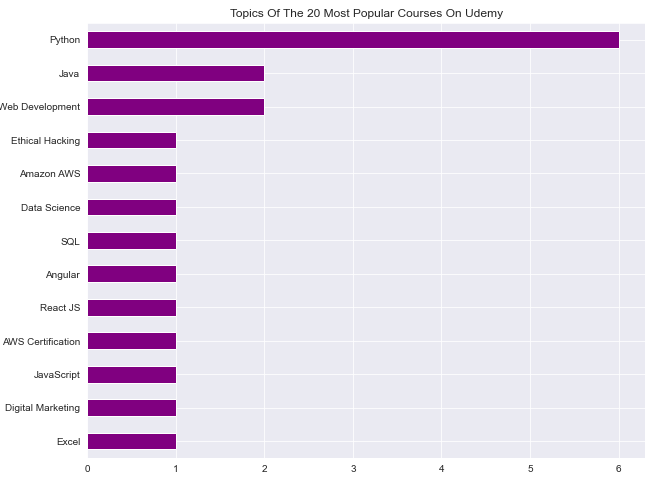 Topics Of The 20 Most Popular Courses On Udemy
Python
Java
Web Development
Ethical Hacking
Amazon AWS
Data Science
SQL
Angular
React JS
AWS Certification
JavaScript
Digital Marketing
Excel
0 1 2 3 4 5 6